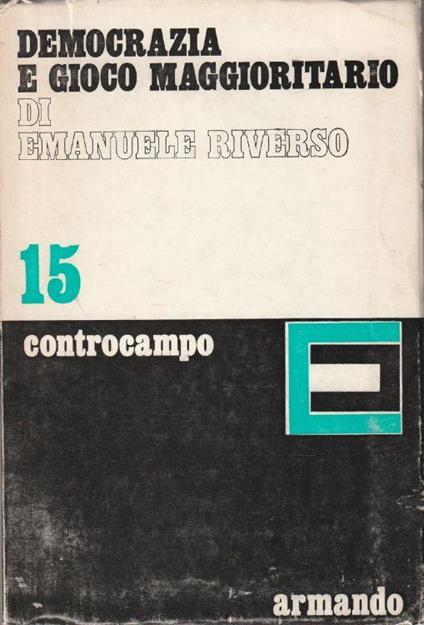 DEMOCRAZIA
E GIOCO MAGGIORITARIO
DI
EMANUELE RIVERSO
15
controcampo
armando